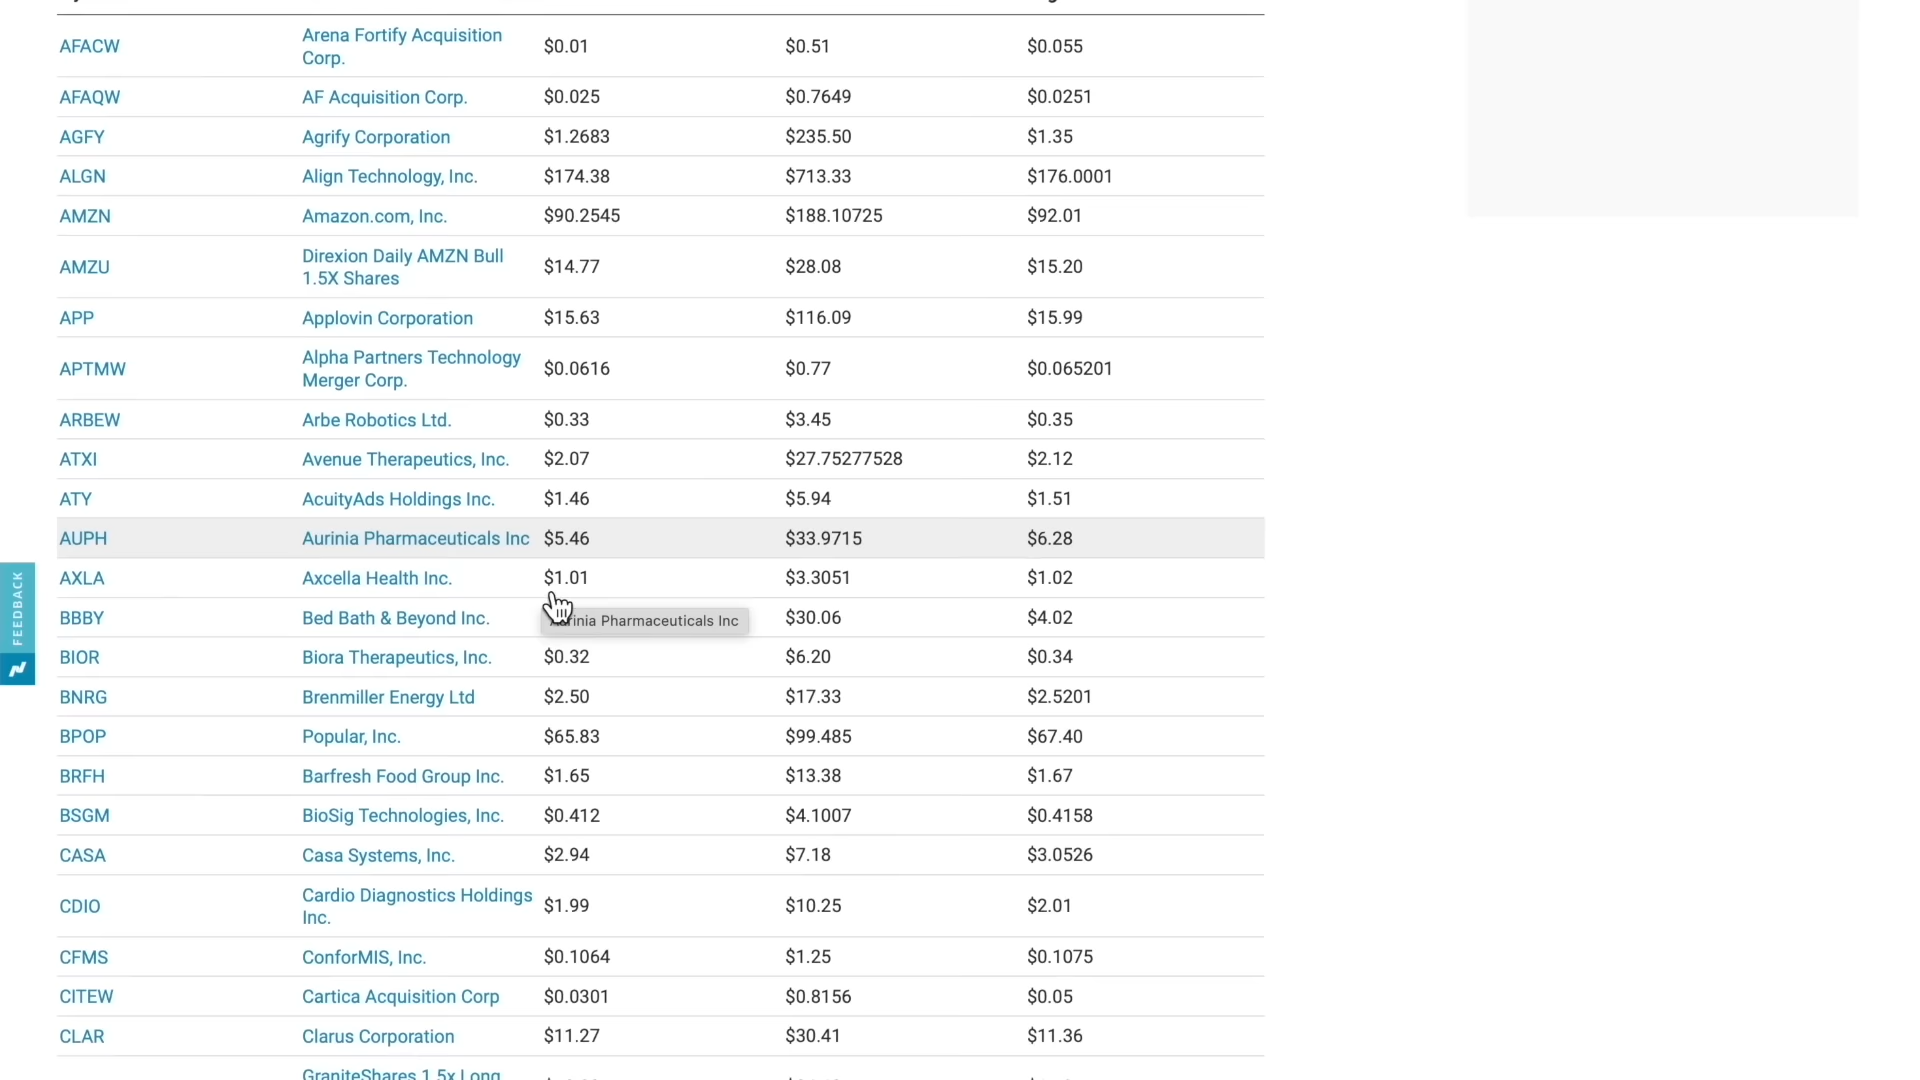 AFACW Arena Fortify Acquisition Corp. $0.01 $0.51 $0.055
AFAQW AF Acquisition Corp. $0.025 $0.7649 $0.0251
AGFY Agrify Corporation $1.2683 $235.50 $1.35
ALGN Align Technology, Inc. $174.38 $713.33 $176.0001
AMZN Amazon.com, Inc. $90.2545 $188.10725 $92.01
AMZU Direxion Daily AMZN Bull 1.5X Shares $14.77 $28.08 $15.20
APP Applovin Corporation $15.63 $116.09 $15.99
APTMW Alpha Partners Technology Merger Corp. $0.0616 $0.77 $0.065201
ARBEW Arbe Robotics Ltd. $0.33 $3.45 $0.35
ATXI Avenue Therapeutics, Inc. $2.07 $27.75277528 $2.12
ATY AcuityAds Holdings Inc. $1.46 $5.94 $1.51
AUPH Aurinia Pharmaceuticals Inc $5.46 $33.9715 $6.28
AXLA Axcella Health Inc. $1.01 $3.3051 $1.02
BBBY Bed Bath & Beyond Inc. $30.06 $4.02
Pharmaceuticals Inc
BIOR Biora Therapeutics, Inc. $0.32 $6.20 $0.34
BNRG Brenmiller Energy Ltd $2.50 $17.33 $2.5201
BPOP Popular, Inc. $65.83 $99.485 $67.40
BRFH Barfresh Food Group Inc. $1.65 $13.38 $1.67
BSGM BioSig Technologies, Inc. $0.412 $4.1007 $0.4158
CASA Casa Systems, Inc. $2.94 $7.18 $3.0526
CDIO Cardio Diagnostics Holdings Inc. $1.99 $10.25 $2.01
CFMS ConforMIS, Inc. $0.1064 $1.25 $0.1075
CITEW Cartica Acquisition Corp $0.0301 $0.8156 $0.05
CLAR Clarus Corporation $11.27 $30.41 $11.36
GraniteShares 1.5x Long
FEEDBACK